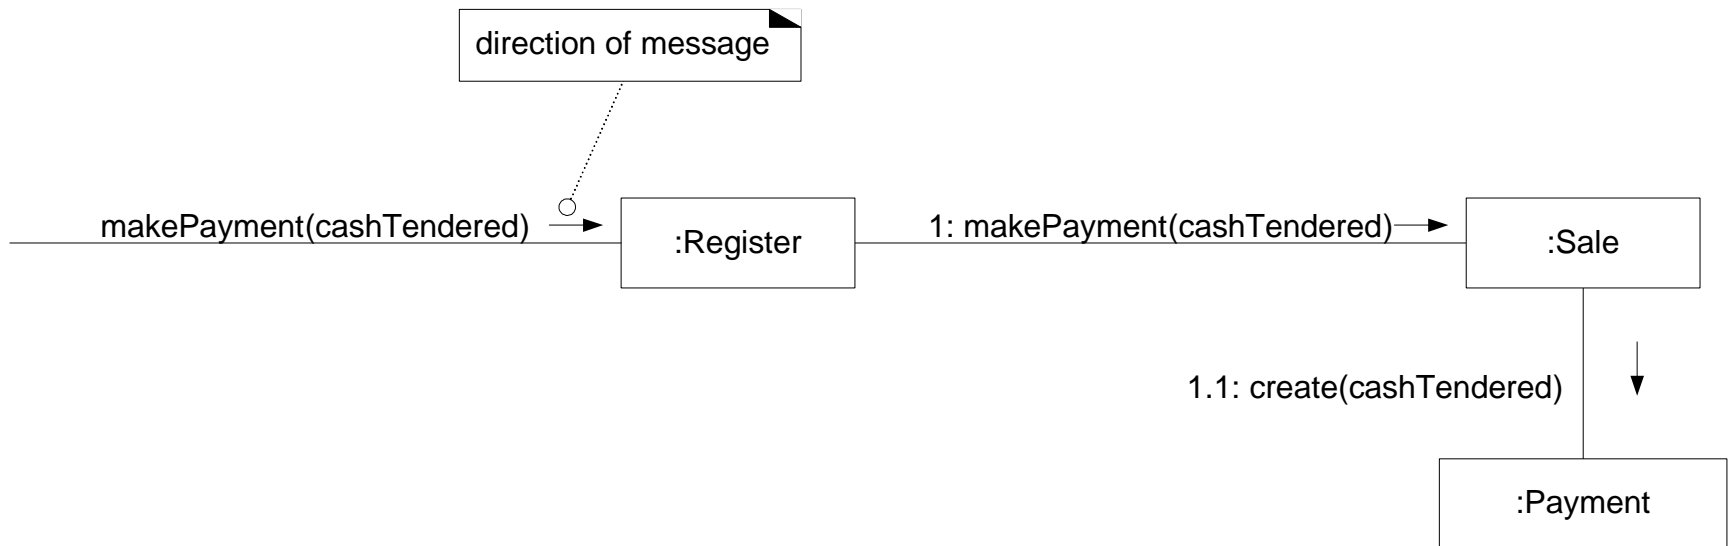 direction of message
makePayment(cashTendered)
:Register
1: makePayment(cashTendered)
:Sale
1.1: create(cashTendered)
:Payment